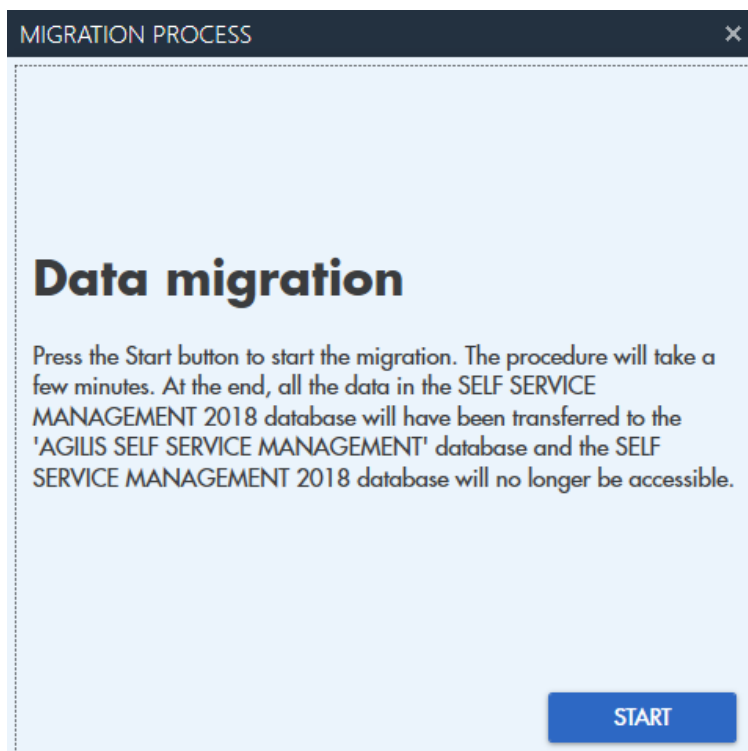 MIGRATION PROCESS
Data migration
Press the Start button to start the migration. The procedure will take a
few minutes. At the end, all the data in the SELF SERVICE
MANAGEMENT 2018 database will have been transferred to the
'AGILIS SELF SERVICE MANAGEMENT' database and the SELF
SERVICE MANAGEMENT 2018 database will no longer be accessible.
START